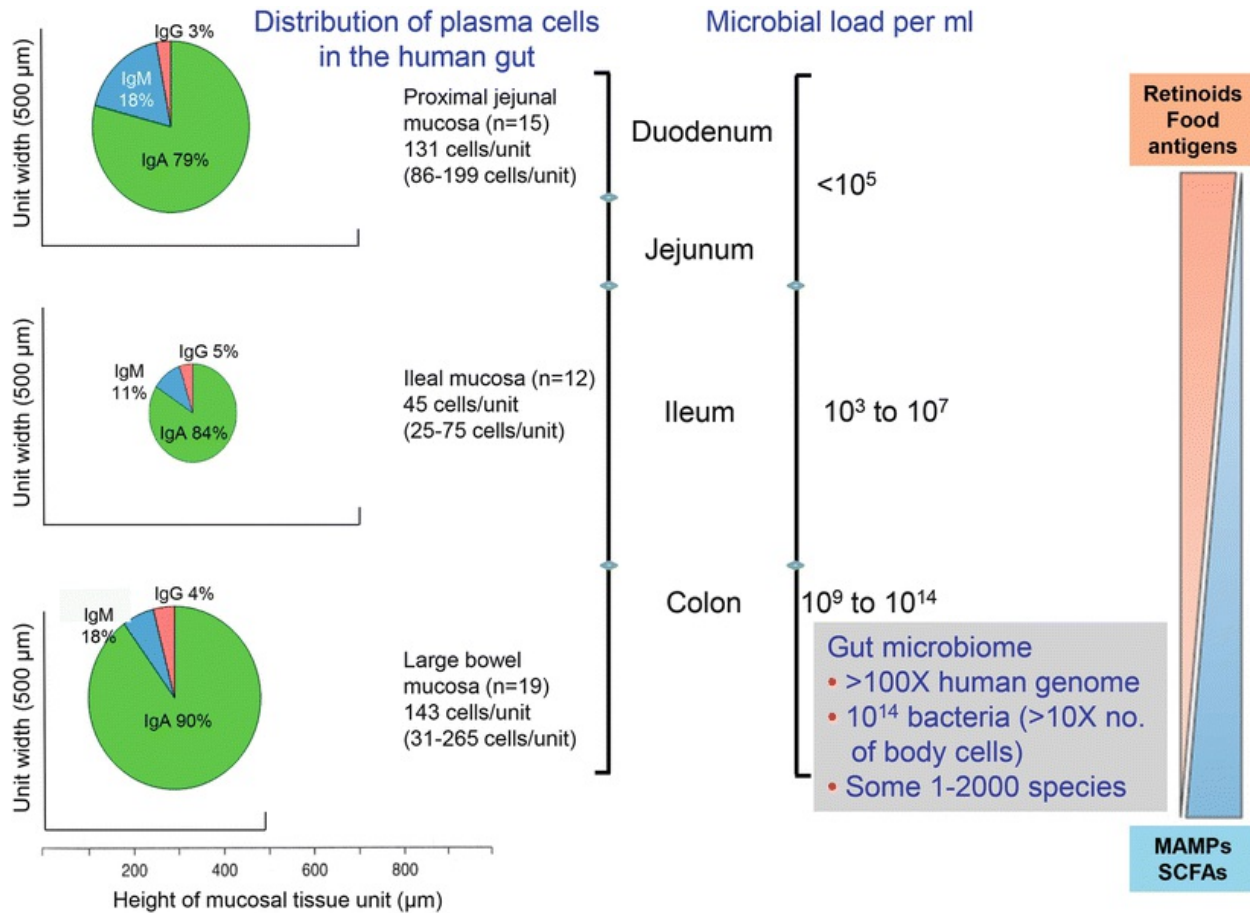 Distribution of plasma cells
in the human gut
Microbial load per ml
Unit width (500 µm)
IgG 3%
IgM
18%
IgA 79%
Proximal jejunal
mucosa (n=15)
131 cells/unit
(86-199 cells/unit)
Duodenum
<10⁵
Jejunum
Retinoids
Food
antigens
Unit width (500 µm)
IgG 5%
IgM
11%
IgA 84%
Ileal mucosa (n=12)
45 cells/unit
(25-75 cells/unit)
Ileum
10³ to 10⁷
Unit width (500 µm)
IgG 4%
IgM
18%
IgA 90%
Large bowel
mucosa (n=19)
143 cells/unit
(31-265 cells/unit)
Colon
10⁹ to 10¹⁴
Gut microbiome
• >100X human genome
• 10¹⁴ bacteria (>10X no.
of body cells)
• Some 1-2000 species
MAMPs
SCFAs
200 400 600 800
Height of mucosal tissue unit (µm)